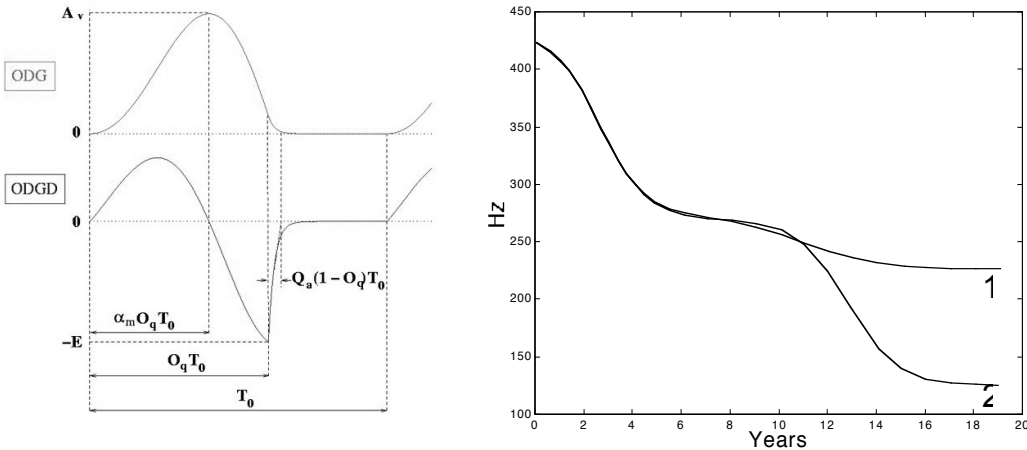 A_v
ODG
0
ODGD
0
Q_a(1−O_q)T_0
α_m O_q T_0
−E
O_q T_0
T_0
450
400
350
300
250
200
150
100
Hz
0 2 4 6 8 10 12 14 16 18 20
Years
1
2